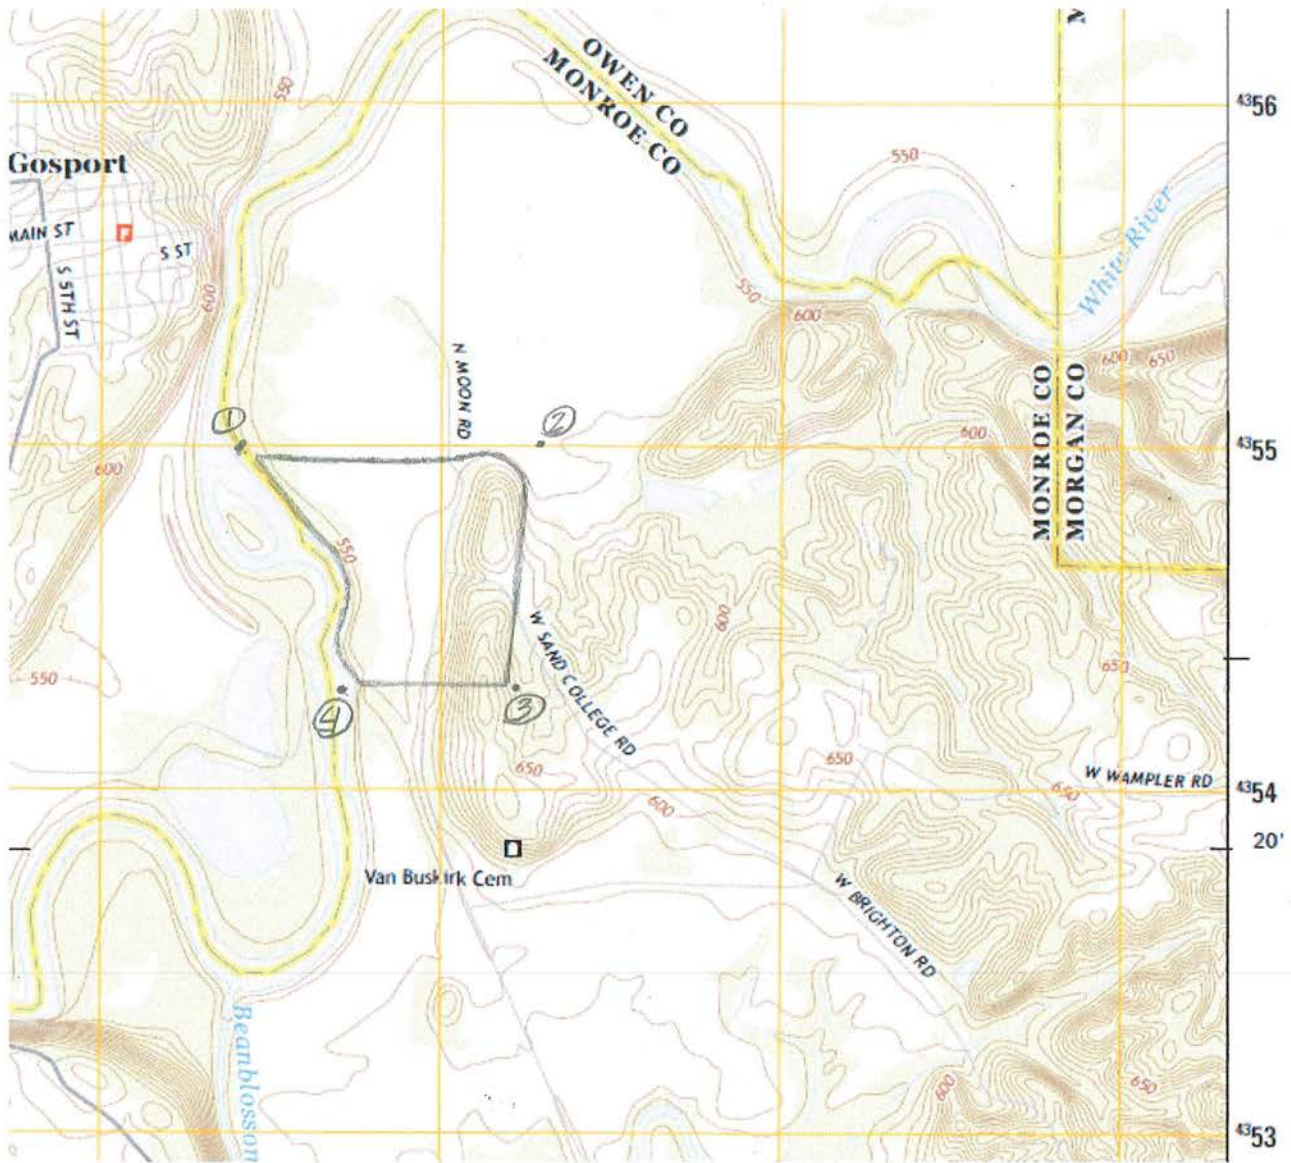 OWEN CO
MONROE CO
M
4356
550
Gosport
550
MAIN ST
S ST
S 5TH ST
600
White River
550
600
600
650
N MOON RD
MONROE CO
MORGAN CO
①
②
600
4355
600
550
W SAND COLLEGE RD
600
650
550
④
③
650
650
W WAMPLER RD
650
4354
600
20'
Van Buskirk Cem
W BRIGHTON RD
Beanblossom
600
650
4353